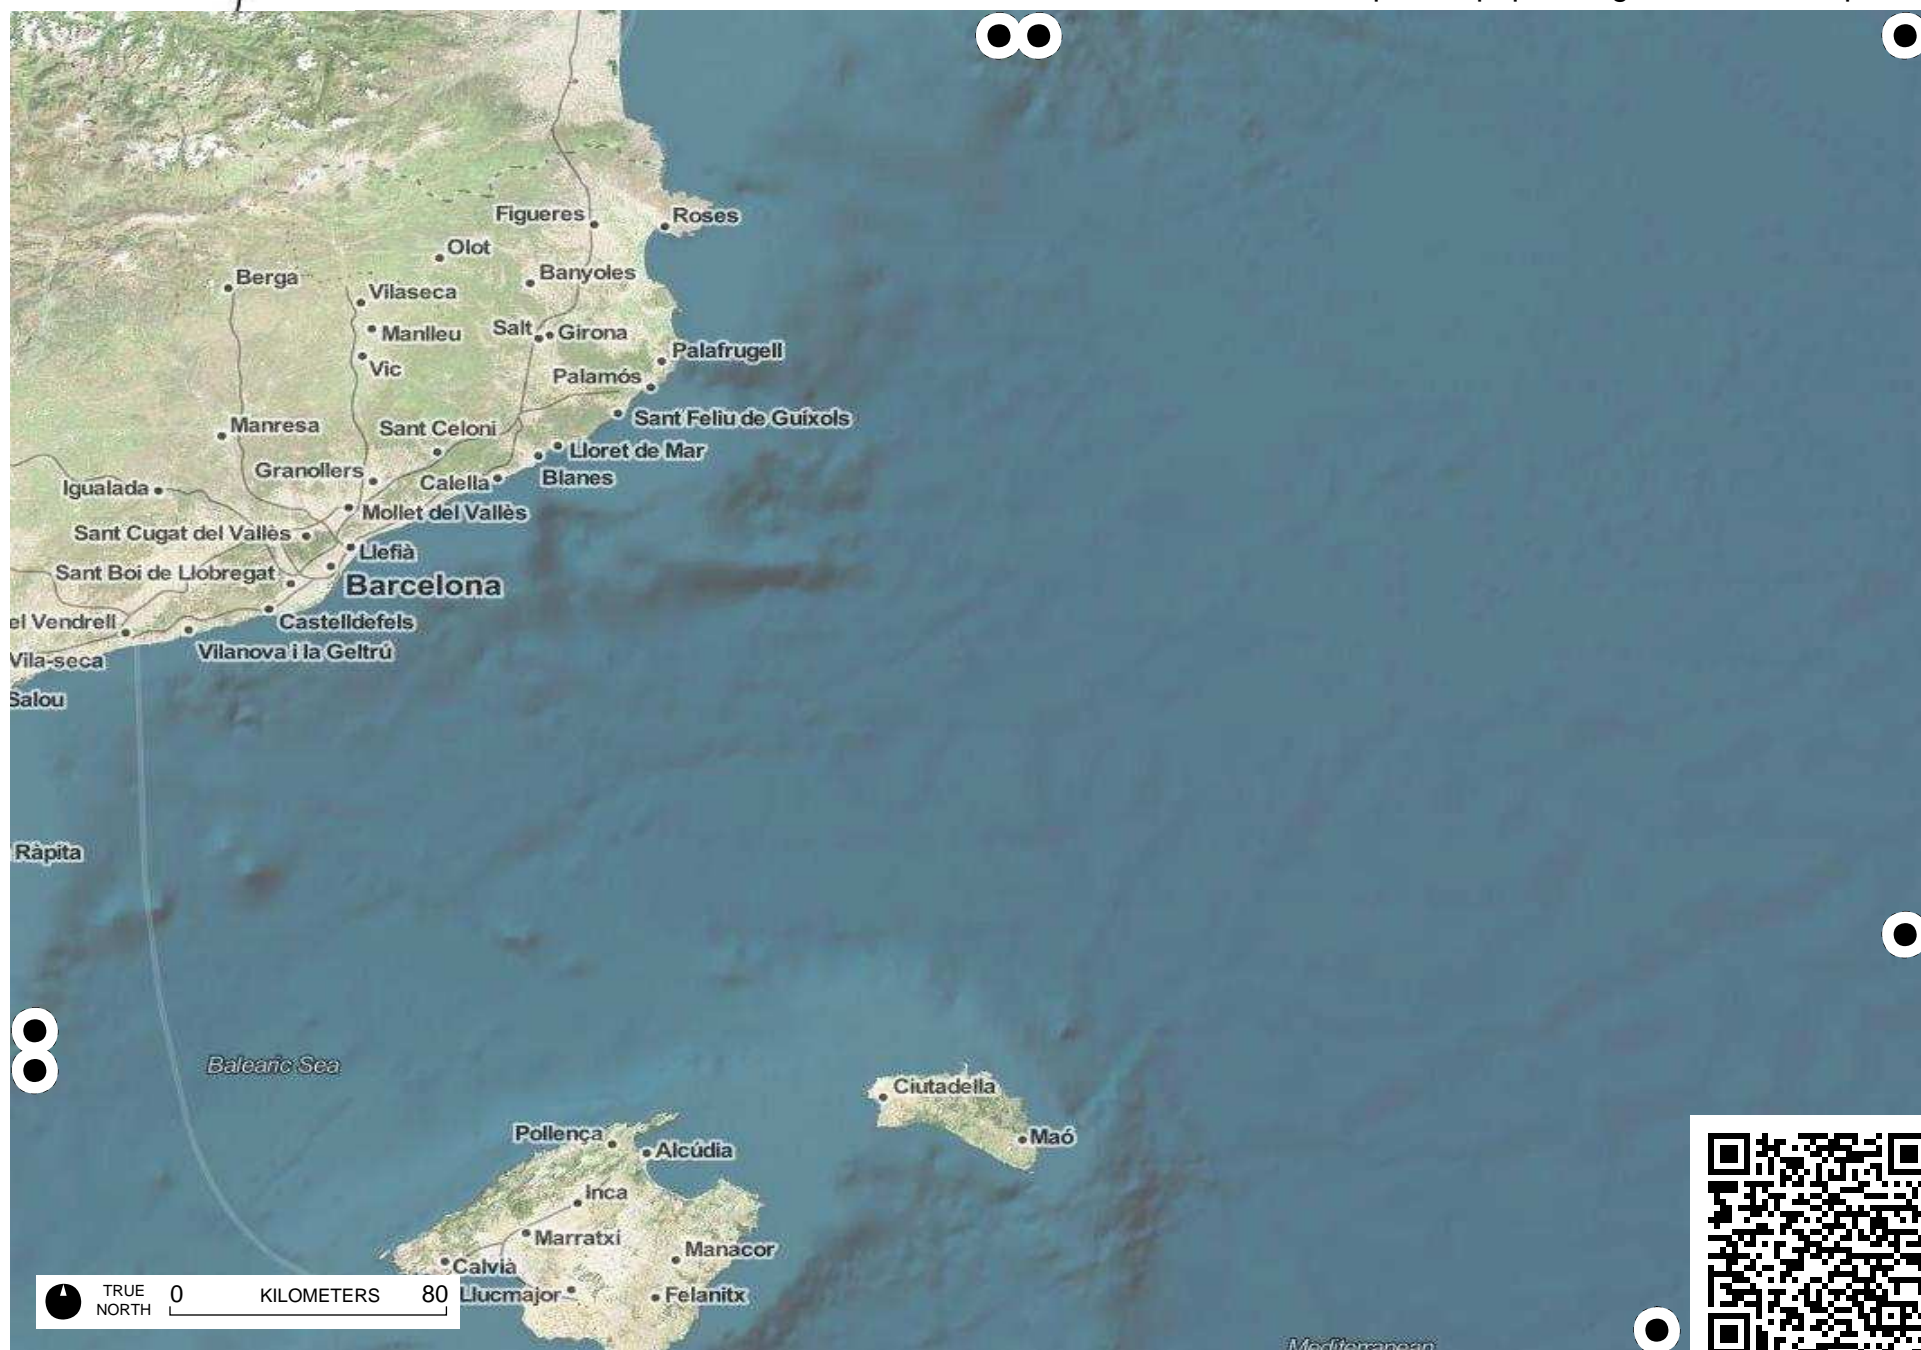 Figueres
Roses
Olot
Berga
Banyoles
Vilaseca
Manlleu
Salt
Girona
Vic
Palafrugell
Palamós
Sant Feliu de Guíxols
Manresa
Sant Celoni
Lloret de Mar
Granollers
Calella
Blanes
Igualada
Mollet del Vallès
Sant Cugat del Vallès
Llefià
Sant Boi de Llobregat
Barcelona
el Vendrell
Castelldefels
Vilanova i la Geltrú
Vila-seca
Salou
Ràpita
Balearic Sea
Ciutadella
Pollença
Maó
Alcúdia
Inca
Marratxí
Manacor
Calvià
Llucmajor
Felanitx
TRUE
NORTH
0 KILOMETERS 80
Mediterranean